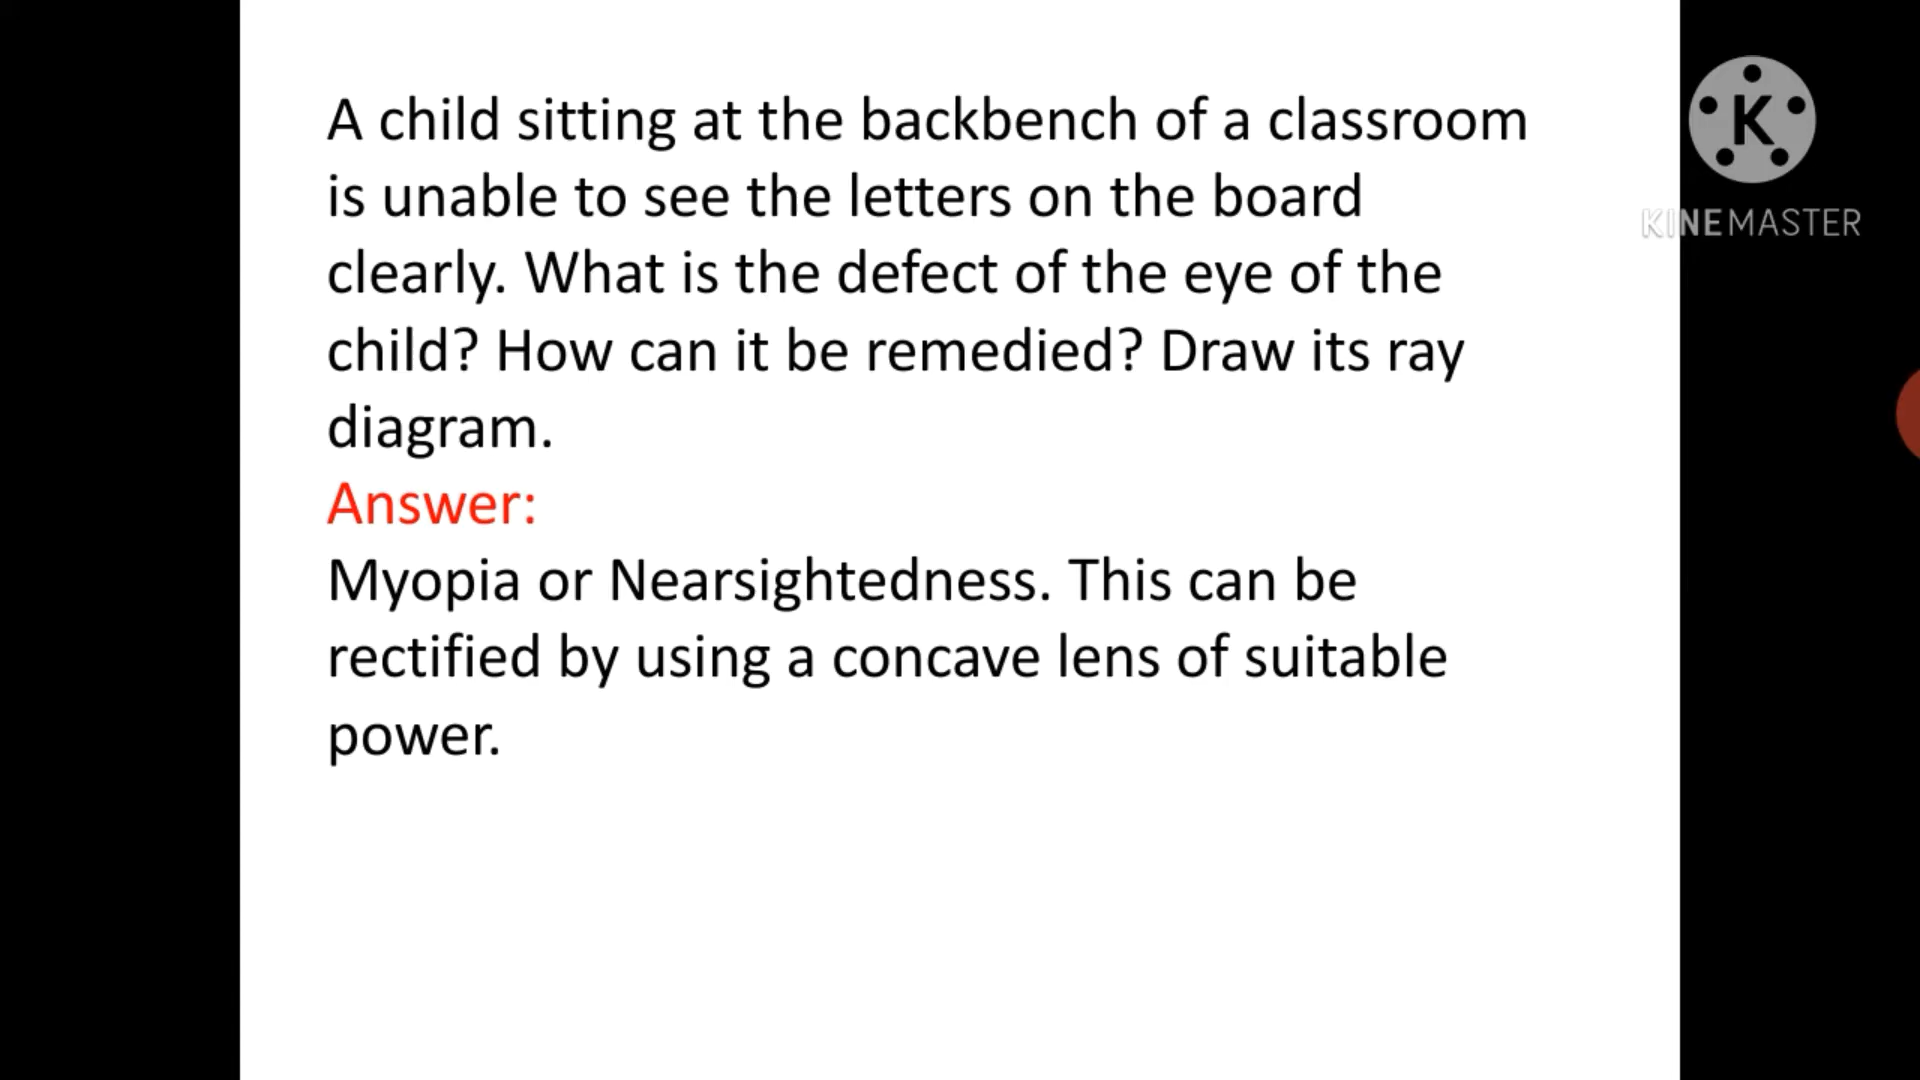 A child sitting at the backbench of a classroom
is unable to see the letters on the board
clearly. What is the defect of the eye of the
child? How can it be remedied? Draw its ray
diagram.
Answer:
Myopia or Nearsightedness. This can be
rectified by using a concave lens of suitable
power.
K
KINEMASTER